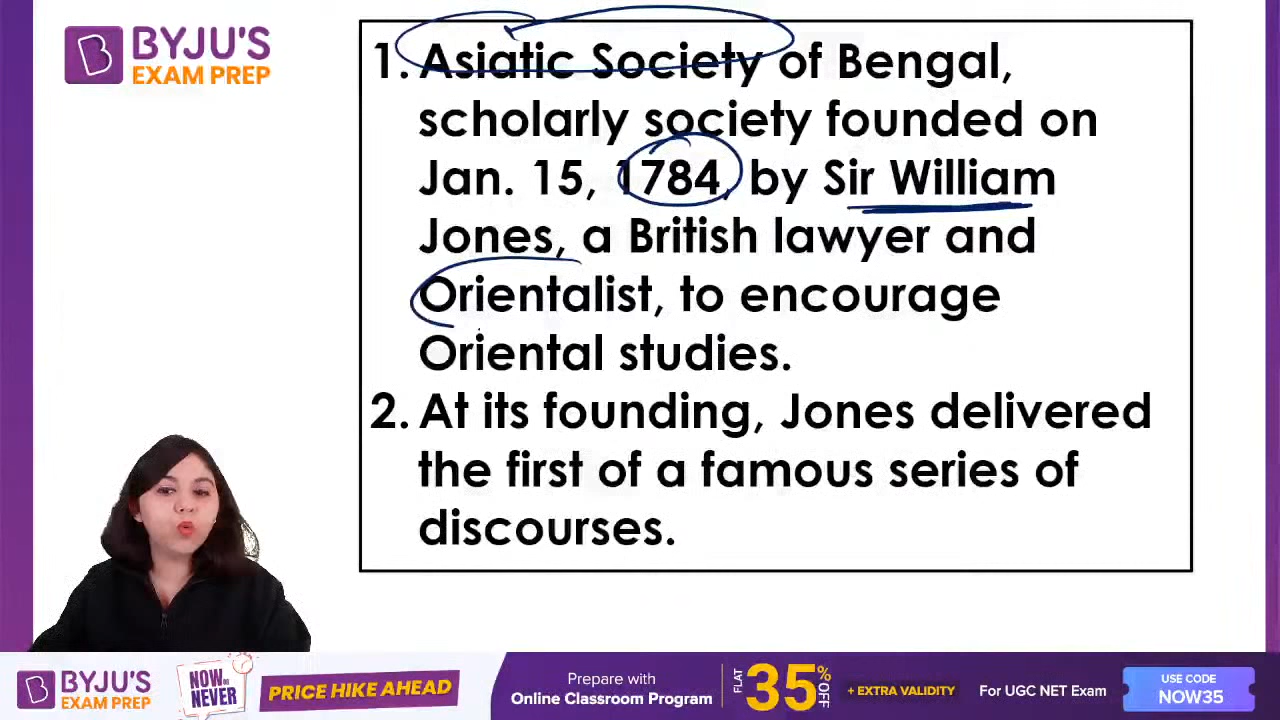 BYJU'S
EXAM PREP
1. Asiatic Society of Bengal,
scholarly society founded on
Jan. 15, 1784, by Sir William
Jones, a British lawyer and
Orientalist, to encourage
Oriental studies.
2. At its founding, Jones delivered
the first of a famous series of
discourses.
BYJU'S
EXAM PREP
NOW OR
NEVER
PRICE HIKE AHEAD
Prepare with
Online Classroom Program
FLAT
35% OFF
+ EXTRA VALIDITY
For UGC NET Exam
USE CODE
NOW35